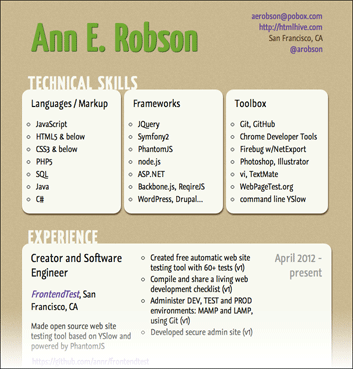 Ann E. Robson
aerobson@pobox.com
http://htmlhive.com
San Francisco, CA
@arobson
TECHNICAL SKILLS
Languages / Markup
JavaScript
HTML5 & below
CSS3 & below
PHP5
SQL
Java
C#
Frameworks
JQuery
Symfony2
PhantomJS
node.js
ASP.NET
Backbone.js, ReqireJS
WordPress, Drupal...
Toolbox
Git, GitHub
Chrome Developer Tools
Firebug w/NetExport
Photoshop, Illustrator
vi, TextMate
WebPageTest.org
command line YSlow
EXPERIENCE
Creator and Software
Engineer
FrontendTest, San
Francisco, CA
Made open source web site
testing tool based on YSlow and
powered by PhantomJS
https://github.com/aqnr/frontendtest
Created free automatic web site
testing tool with 60+ tests (v1)
Compile and share a living web
development checklist (v1)
Administer DEV, TEST and PROD
environments: MAMP and LAMP,
using Git (v1)
Developed secure admin site (v1)
April 2012 -
present